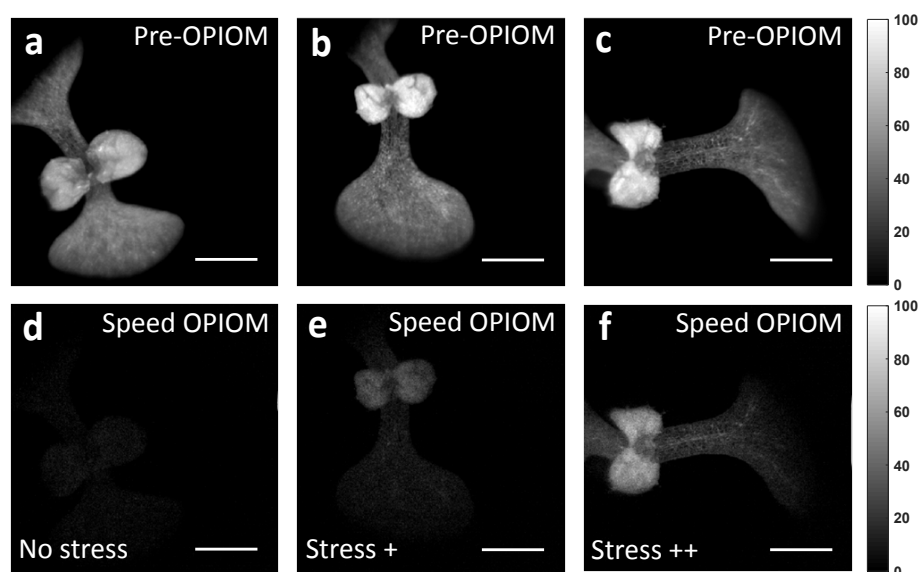 a
Pre-OPIOM
b
Pre-OPIOM
c
Pre-OPIOM
100
80
60
40
20
0
d
Speed OPIOM
No stress
e
Speed OPIOM
Stress +
f
Speed OPIOM
Stress ++
100
80
60
40
20
0